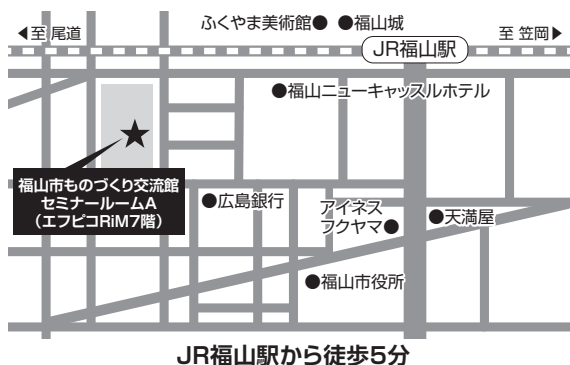 ◀至 尾道
ふくやま美術館● ●福山城
至 笠岡▶
JR福山駅
●福山ニューキャッスルホテル
★
福山市ものづくり交流館
セミナールームA
（エフピコRiM7階）
●広島銀行
アイネス
フクヤマ●
●天満屋
●福山市役所
JR福山駅から徒歩5分